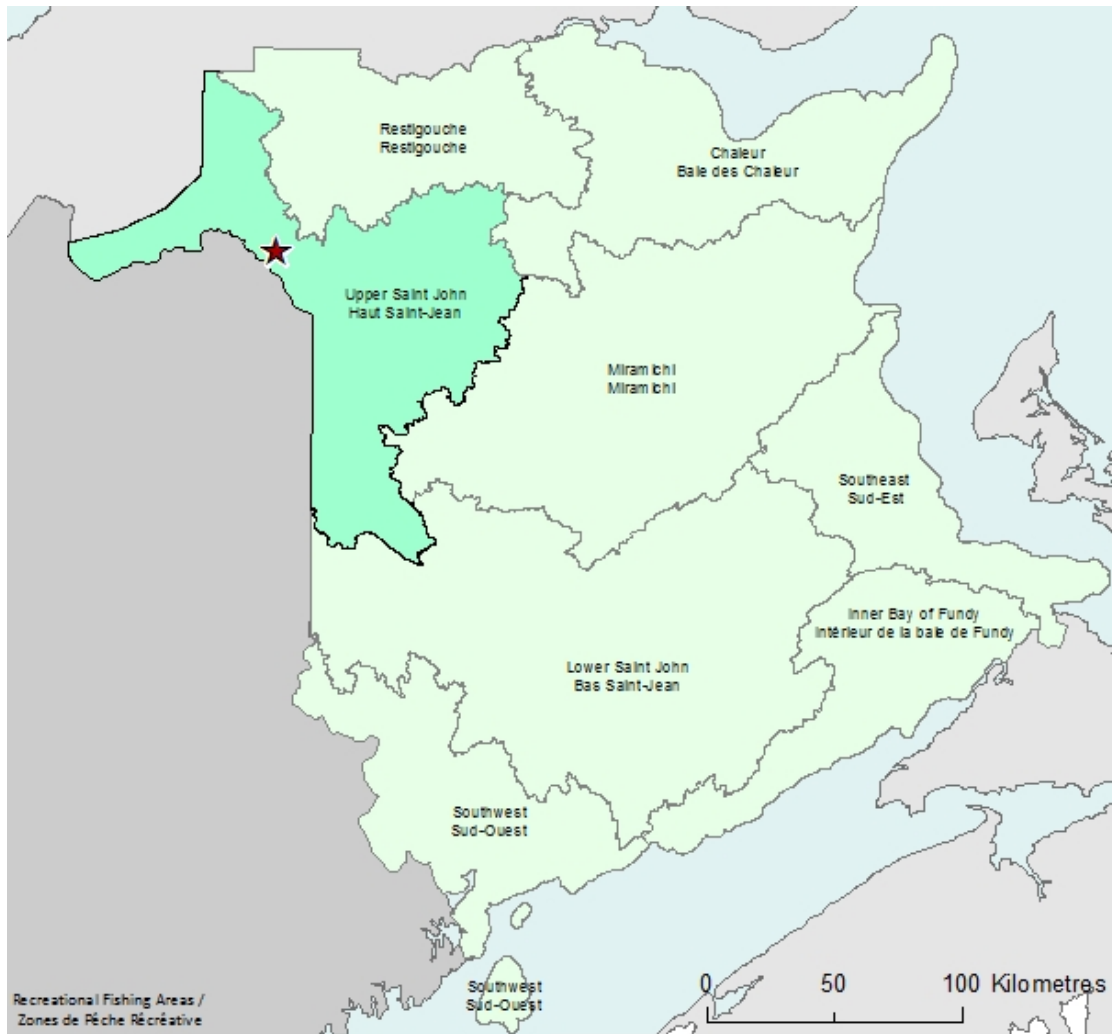 Restigouche
Restigouche
Chaleur
Baie des Chaleur
Upper Saint John
Haut Saint-Jean
Miramichi
Miramichi
Southeast
Sud-Est
Inner Bay of Fundy
Intérieur de la baie de Fundy
Lower Saint John
Bas Saint-Jean
Southwest
Sud-Ouest
Southwest
Sud-Ouest
0 50 100 Kilometres
Recreational Fishing Areas /
Zones de Pêche Récréative